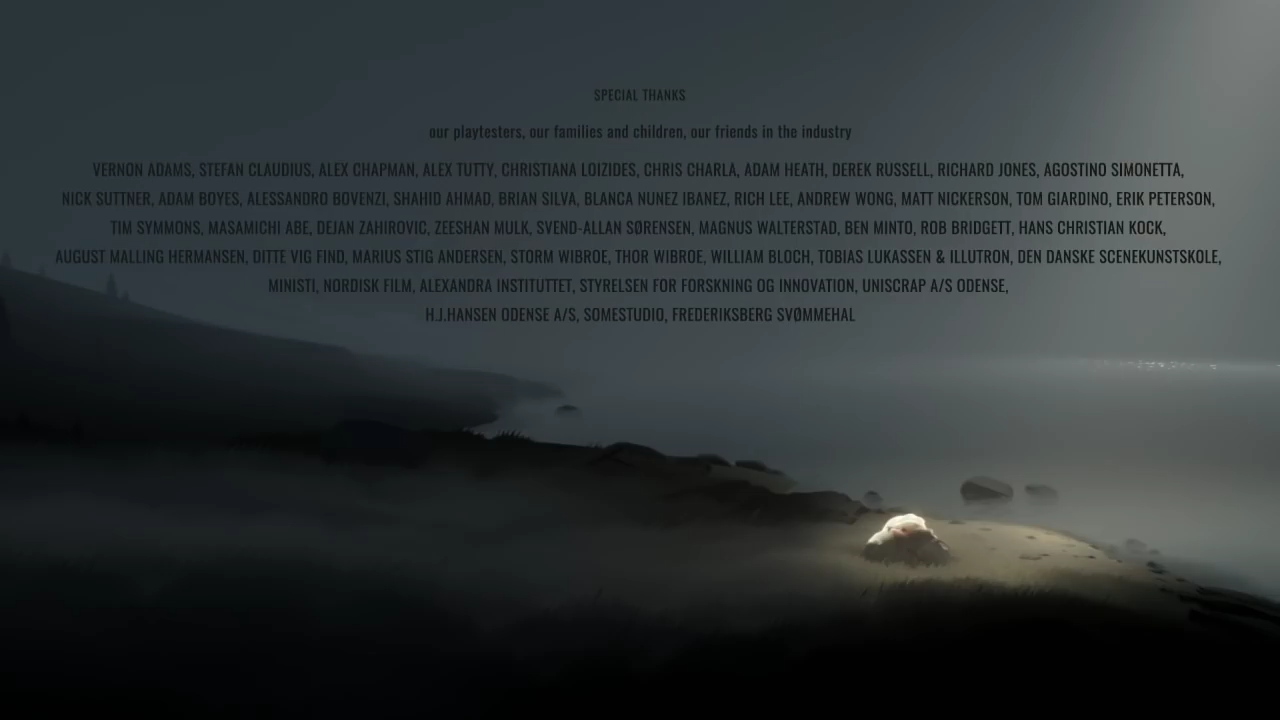 SPECIAL THANKS
our playtesters, our families and children, our friends in the industry
VERNON ADAMS, STEFAN CLAUDIUS, ALEX CHAPMAN, ALEX TUTTY, CHRISTIANA LOIZIDES, CHRIS CHARLA, ADAM HEATH, DEREK RUSSELL, RICHARD JONES, AGOSTINO SIMONETTA,
NICK SUTTNER, ADAM BOYES, ALESSANDRO BOVENZI, SHAHID AHMAD, BRIAN SILVA, BLANCA NUNEZ IBANEZ, RICH LEE, ANDREW WONG, MATT NICKERSON, TOM GIARDINO, ERIK PETERSON,
TIM SYMMONS, MASAMICHI ABE, DEJAN ZAHIROVIC, ZEESHAN MULK, SVEND-ALLAN SØRENSEN, MAGNUS WALTERSTAD, BEN MINTO, ROB BRIDGETT, HANS CHRISTIAN KOCK,
AUGUST MALLING HERMANSEN, DITTE VIG FIND, MARIUS STIG ANDERSEN, STORM WIBROE, THOR WIBROE, WILLIAM BLOCH, TOBIAS LUKASSEN & ILLUTRON, DEN DANSKE SCENEKUNSTSKOLE,
MINISTI, NORDISK FILM, ALEXANDRA INSTITUTTET, STYRELSEN FOR FORSKNING OG INNOVATION, UNISCRAP A/S ODENSE,
H.J.HANSEN ODENSE A/S, SOMESTUDIO, FREDERIKSBERG SVØMMEHAL